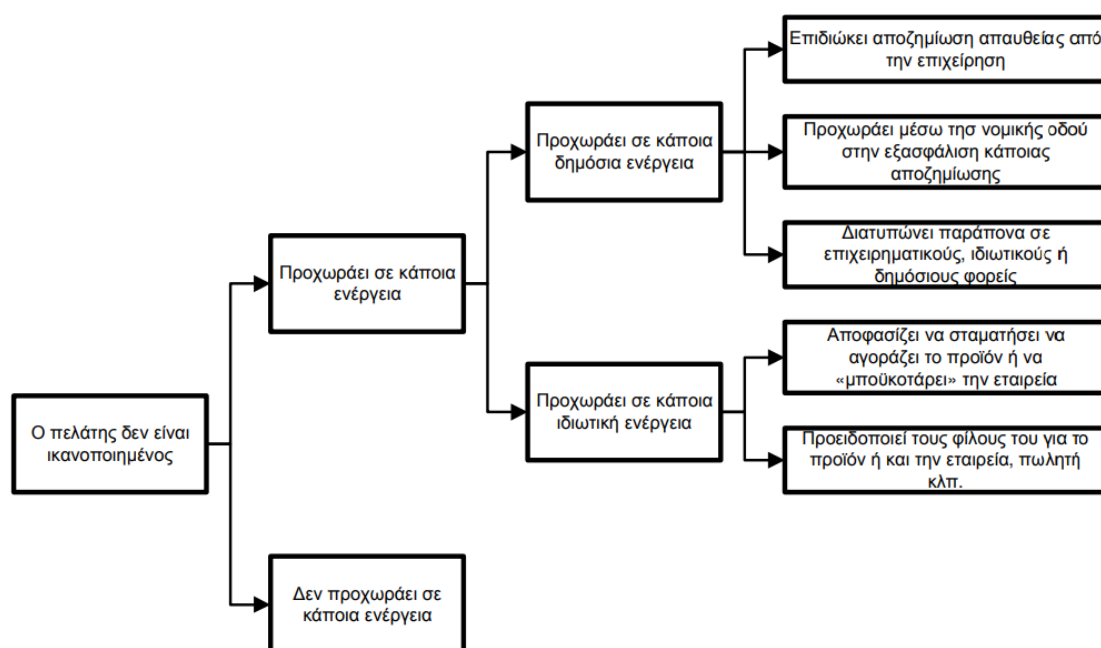 Επιδιώκει αποζημίωση απαυθείας από
την επιχείρηση
Προχωράει σε κάποια
δημόσια ενέργεια
Προχωράει μέσω τησ νομικής οδού
στην εξασφάλιση κάποιας
αποζημίωσης
Διατυπώνει παράπονα σε
επιχειρηματικούς, ιδιωτικούς ή
δημόσιους φορείς
Προχωράει σε κάποια
ενέργεια
Αποφασίζει να σταματήσει να
αγοράζει το προϊόν ή να
«μποϋκοτάρει» την εταιρεία
Προχωράει σε κάποια
ιδιωτική ενέργεια
Προειδοποιεί τους φίλους του για το
προϊόν ή και την εταιρεία, πωλητή
κλπ.
Ο πελάτης δεν είναι
ικανοποιημένος
Δεν προχωράει σε
κάποια ενέργεια